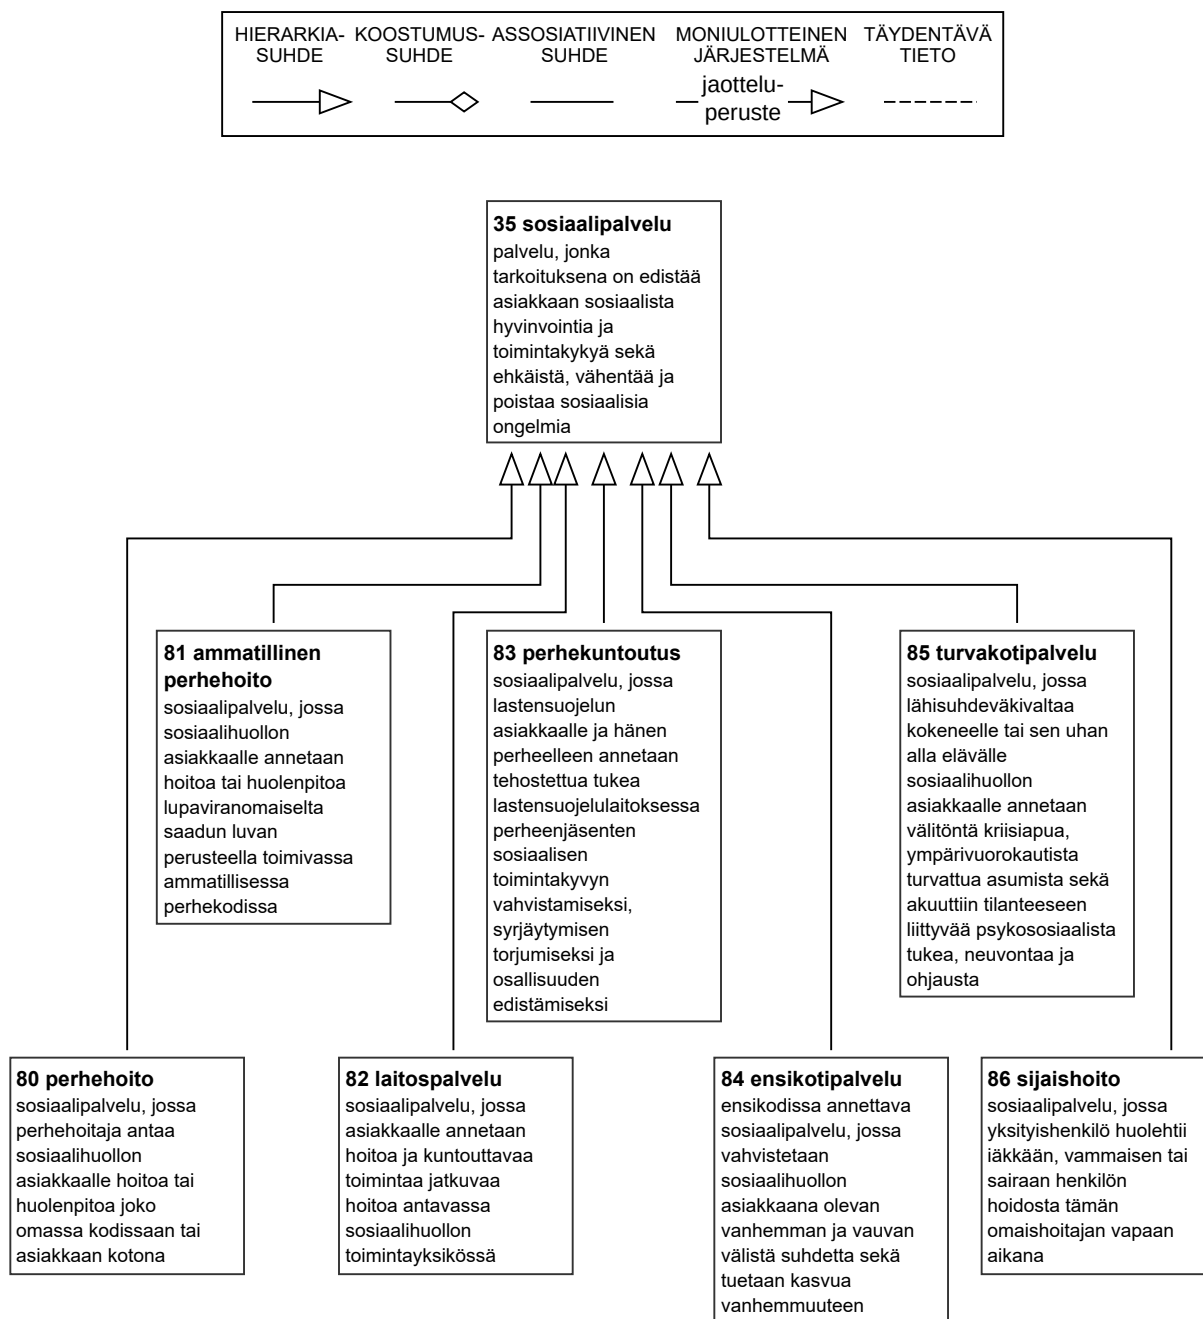 HIERARKIA-
SUHDE
KOOSTUMUS-
SUHDE
ASSOSIATIIVINEN
SUHDE
MONIULOTTEINEN
JÄRJESTELMÄ
TÄYDENTÄVÄ
TIETO
jaottelu-
peruste
35 sosiaalipalvelu
palvelu, jonka
tarkoituksena on edistää
asiakkaan sosiaalista
hyvinvointia ja
toimintakykyä sekä
ehkäistä, vähentää ja
poistaa sosiaalisia
ongelmia
81 ammatillinen
perhehoito
sosiaalipalvelu, jossa
sosiaalihuollon
asiakkaalle annetaan
hoitoa tai huolenpitoa
lupaviranomaiselta
saadun luvan
perusteella toimivassa
ammatillisessa
perhekodissa
83 perhekuntoutus
sosiaalipalvelu, jossa
lastensuojelun
asiakkaalle ja hänen
perheelleen annetaan
tehostettua tukea
lastensuojelulaitoksessa
perheenjäsenten
sosiaalisen
toimintakyvyn
vahvistamiseksi,
syrjäytymisen
torjumiseksi ja
osallisuuden
edistämiseksi
85 turvakotipalvelu
sosiaalipalvelu, jossa
lähisuhdeväkivaltaa
kokeneelle tai sen uhan
alla elävälle
sosiaalihuollon
asiakkaalle annetaan
välitöntä kriisiapua,
ympärivuorokautista
turvattua asumista sekä
akuuttiin tilanteeseen
liittyvää psykososiaalista
tukea, neuvontaa ja
ohjausta
80 perhehoito
sosiaalipalvelu, jossa
perhehoitaja antaa
sosiaalihuollon
asiakkaalle hoitoa tai
huolenpitoa joko
omassa kodissaan tai
asiakkaan kotona
82 laitospalvelu
sosiaalipalvelu, jossa
asiakkaalle annetaan
hoitoa ja kuntouttavaa
toimintaa jatkuvaa
hoitoa antavassa
sosiaalihuollon
toimintayksikössä
84 ensikotipalvelu
ensikodissa annettava
sosiaalipalvelu, jossa
vahvistetaan
sosiaalihuollon
asiakkaana olevan
vanhemman ja vauvan
välistä suhdetta sekä
tuetaan kasvua
vanhemmuuteen
86 sijaishoito
sosiaalipalvelu, jossa
yksityishenkilö huolehtii
iäkkään, vammaisen tai
sairaan henkilön
hoidosta tämän
omaishoitajan vapaan
aikana